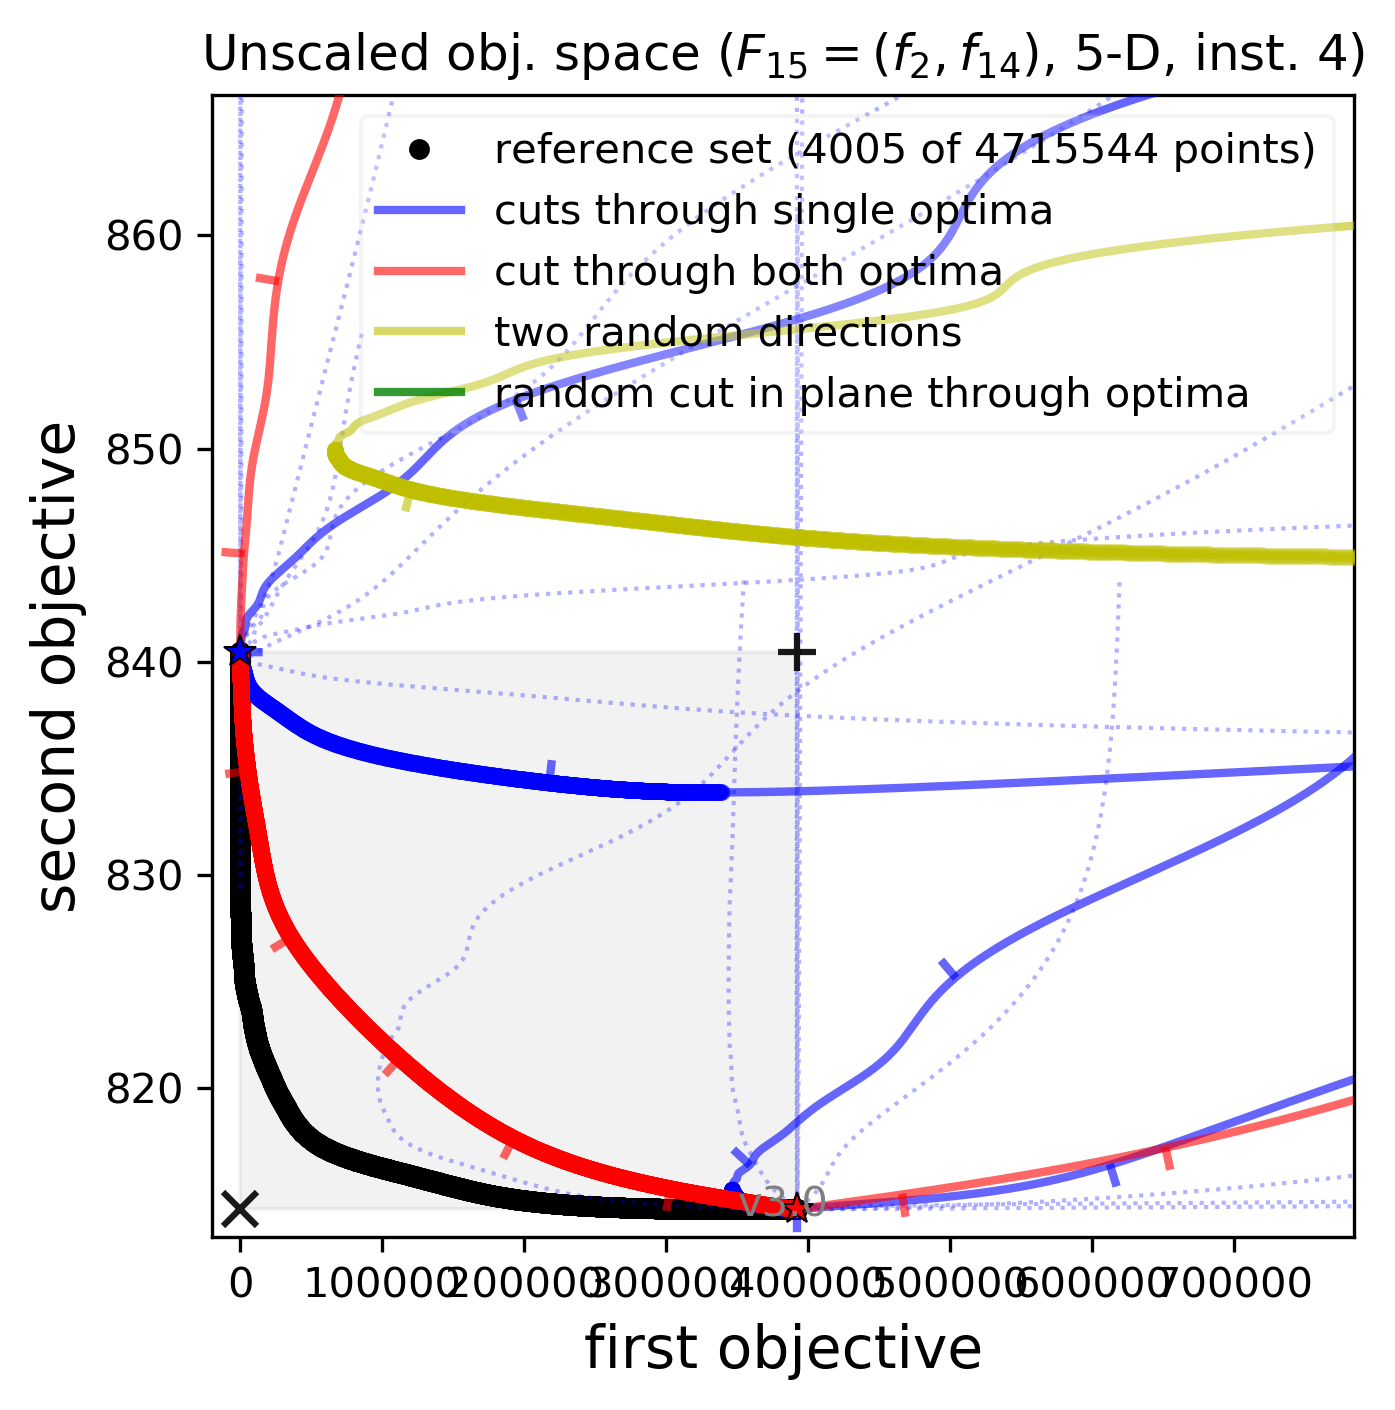 Unscaled obj. space (F₁₅ = (f₂, f₁₄), 5-D, inst. 4)
reference set (4005 of 4715544 points)
cuts through single optima
cut through both optima
two random directions
random cut in plane through optima
860
850
840
830
820
second objective
v3.0
0 100000 200000 300000 400000 500000 600000 700000
first objective